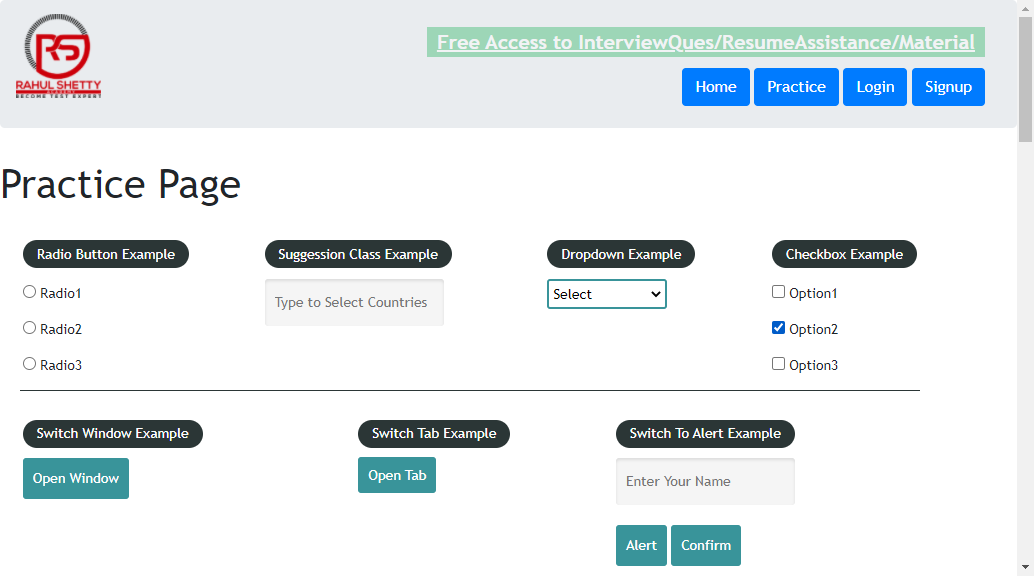 RS
RAHUL SHETTY
ACADEMY
BECOME TEST EXPERT
Free Access to InterviewQues/ResumeAssistance/Material
Home Practice Login Signup
Practice Page
Radio Button Example Suggession Class Example Dropdown Example Checkbox Example
Radio1 Type to Select Countries Select Option1
Radio2 Option2
Radio3 Option3
Switch Window Example Switch Tab Example Switch To Alert Example
Open Window Open Tab Enter Your Name
Alert Confirm